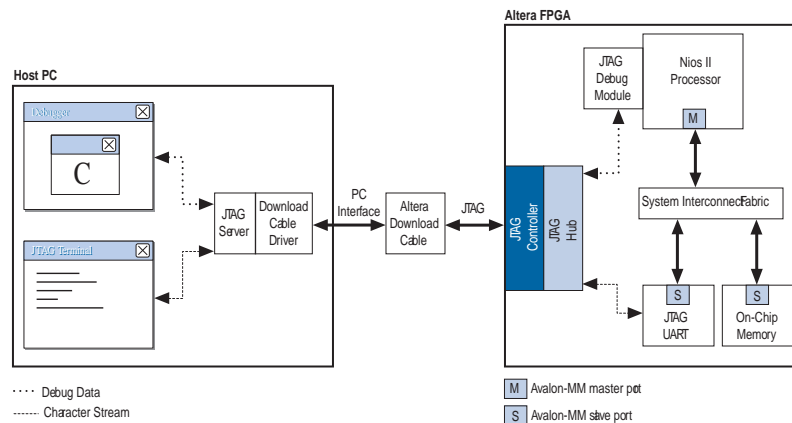 Altera FPGA
Host PC
Debugger
C
JTAG Terminal
JTAG
Server
Download
Cable
Driver
PC
Interface
Altera
Download
Cable
JTAG
JTAG
Controller
JTAG
Hub
JTAG
Debug
Module
Nios II
Processor
M
System Interconnect Fabric
S
JTAG
UART
S
On-Chip
Memory
Debug Data
Character Stream
M Avalon-MM master port
S Avalon-MM slave port